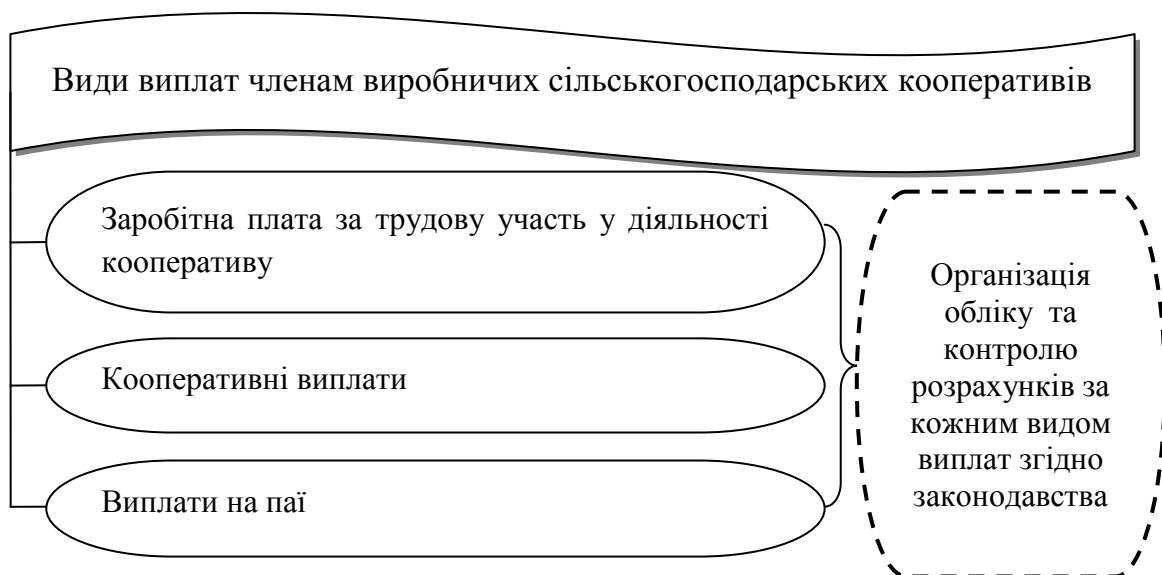 Види виплат членам виробничих сільськогосподарських кооперативів
Заробітна плата за трудову участь у діяльності
кооперативу
Кооперативні виплати
Виплати на паї
Організація
обліку та
контролю
розрахунків за
кожним видом
виплат згідно
законодавства